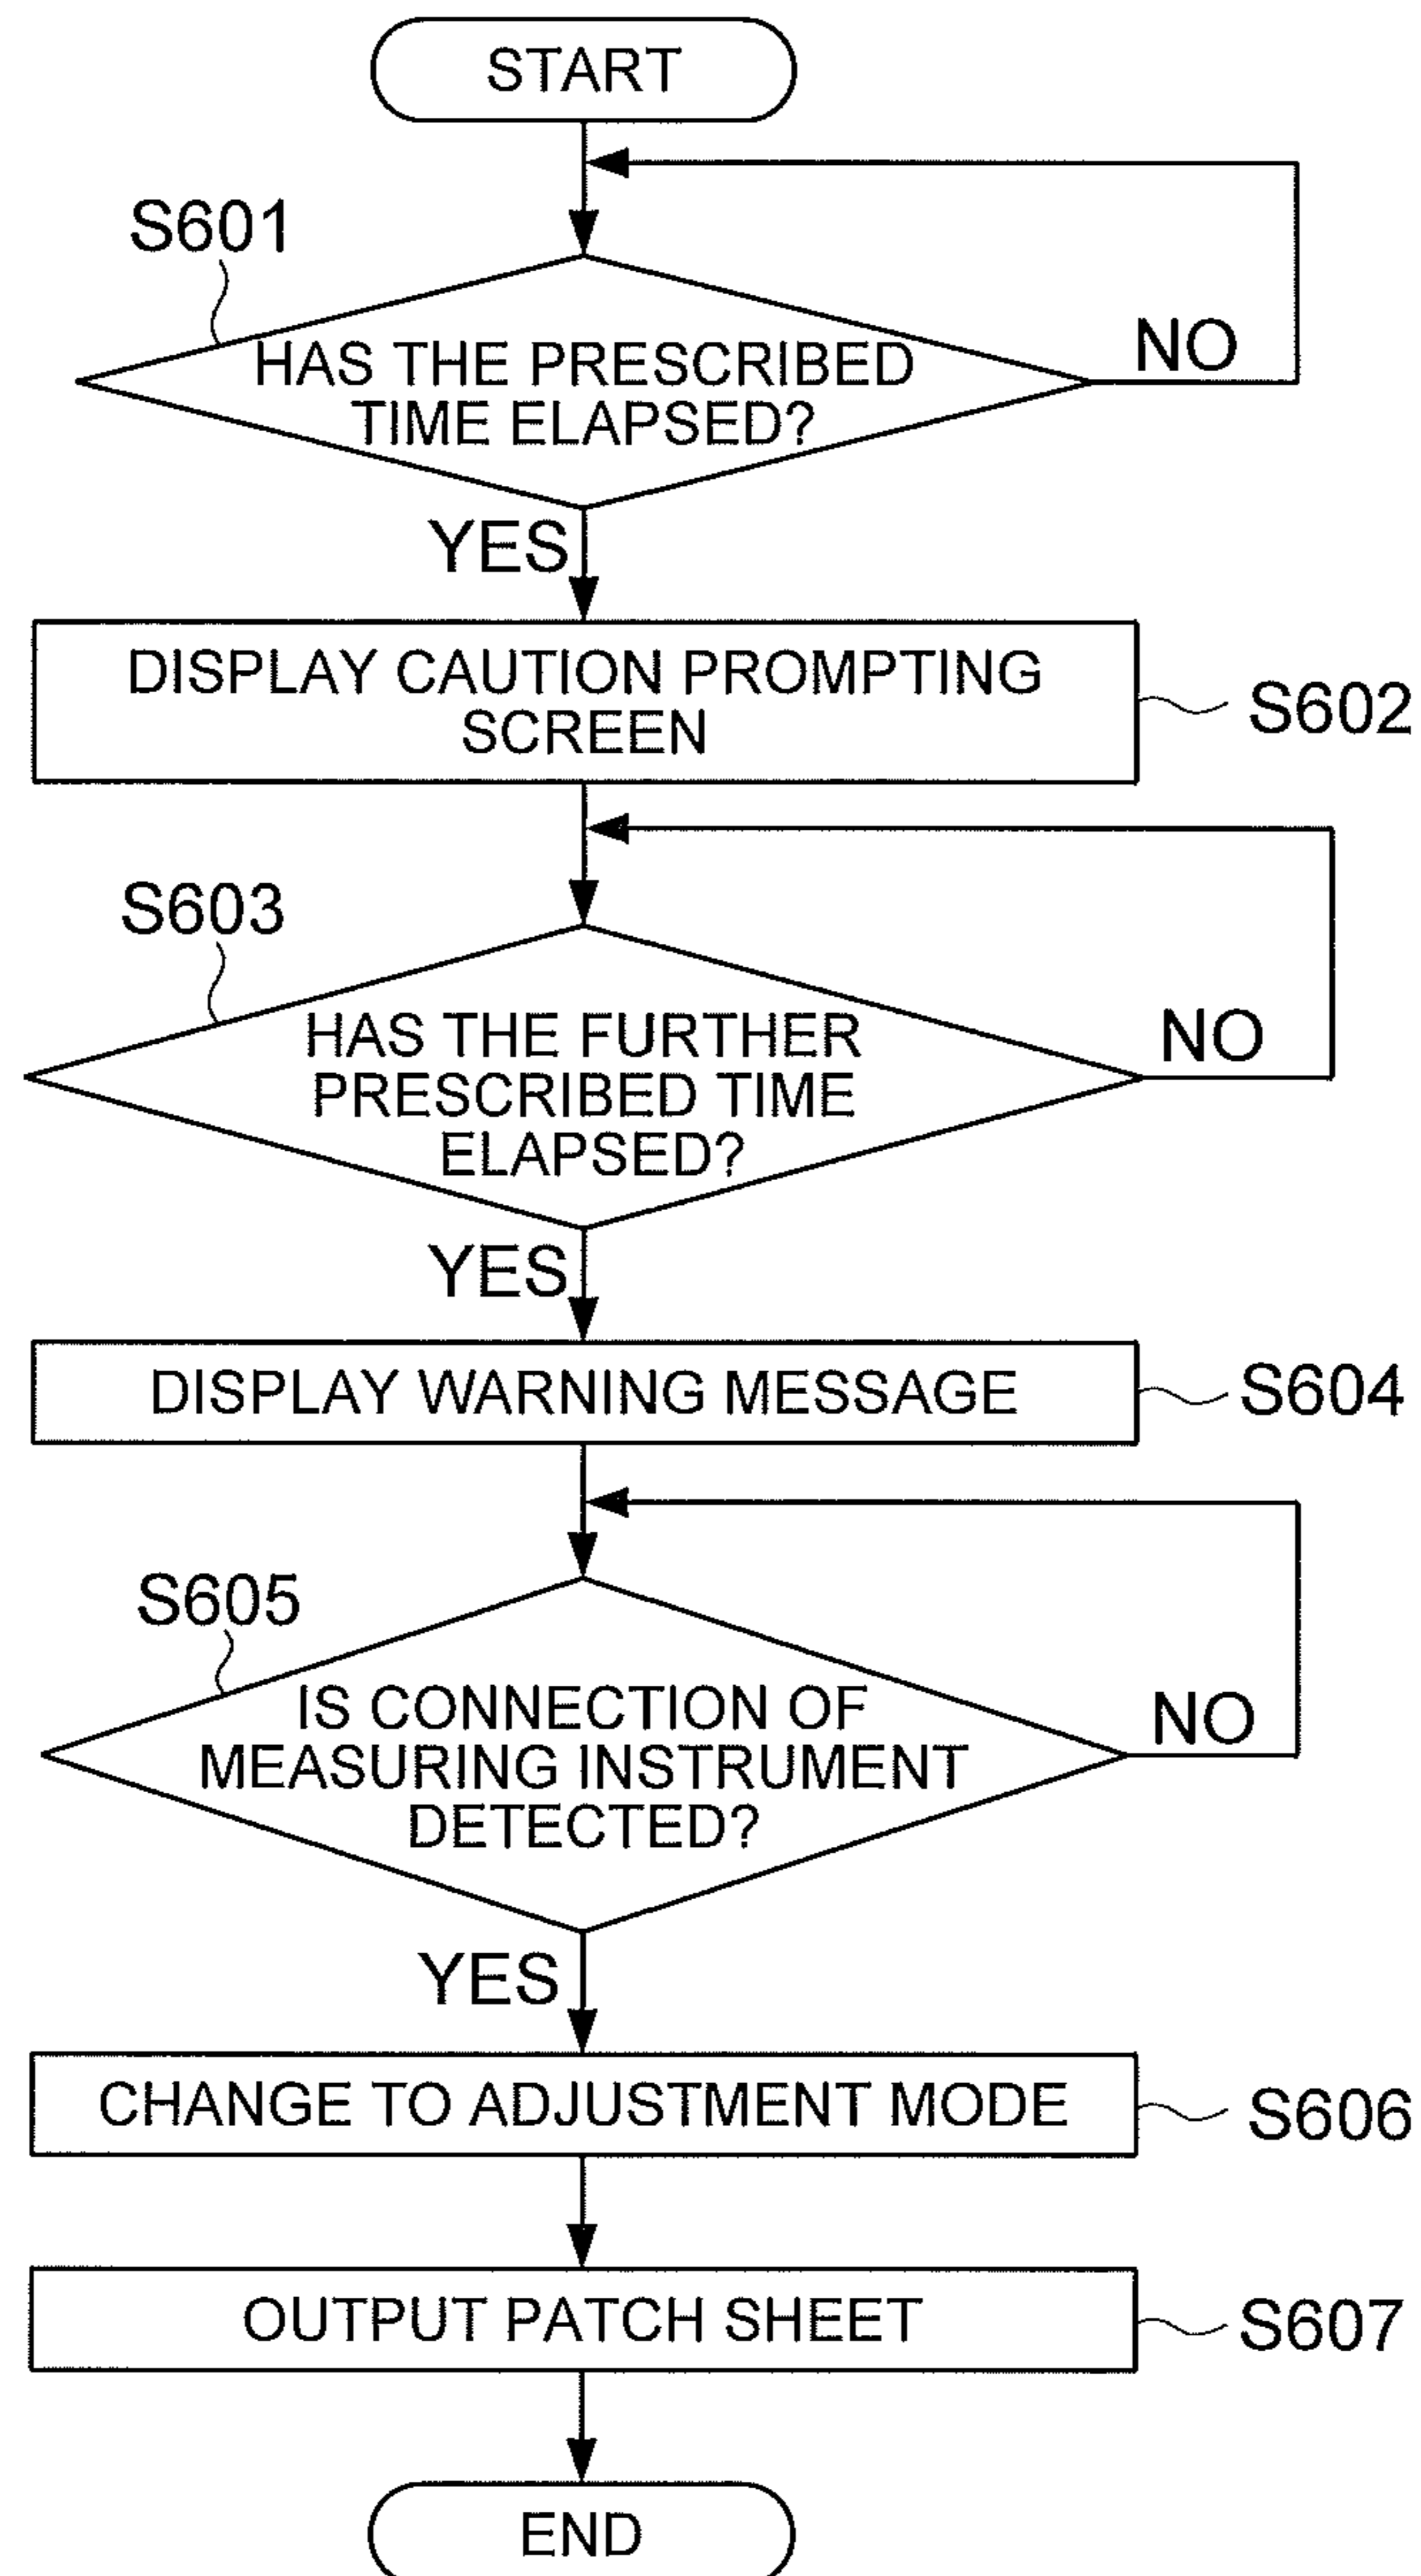 START
S601
HAS THE PRESCRIBED
TIME ELAPSED?
NO
YES
DISPLAY CAUTION PROMPTING
SCREEN
S602
S603
HAS THE FURTHER
PRESCRIBED TIME
ELAPSED?
NO
YES
DISPLAY WARNING MESSAGE
S604
S605
IS CONNECTION OF
MEASURING INSTRUMENT
DETECTED?
NO
YES
CHANGE TO ADJUSTMENT MODE
S606
OUTPUT PATCH SHEET
S607
END